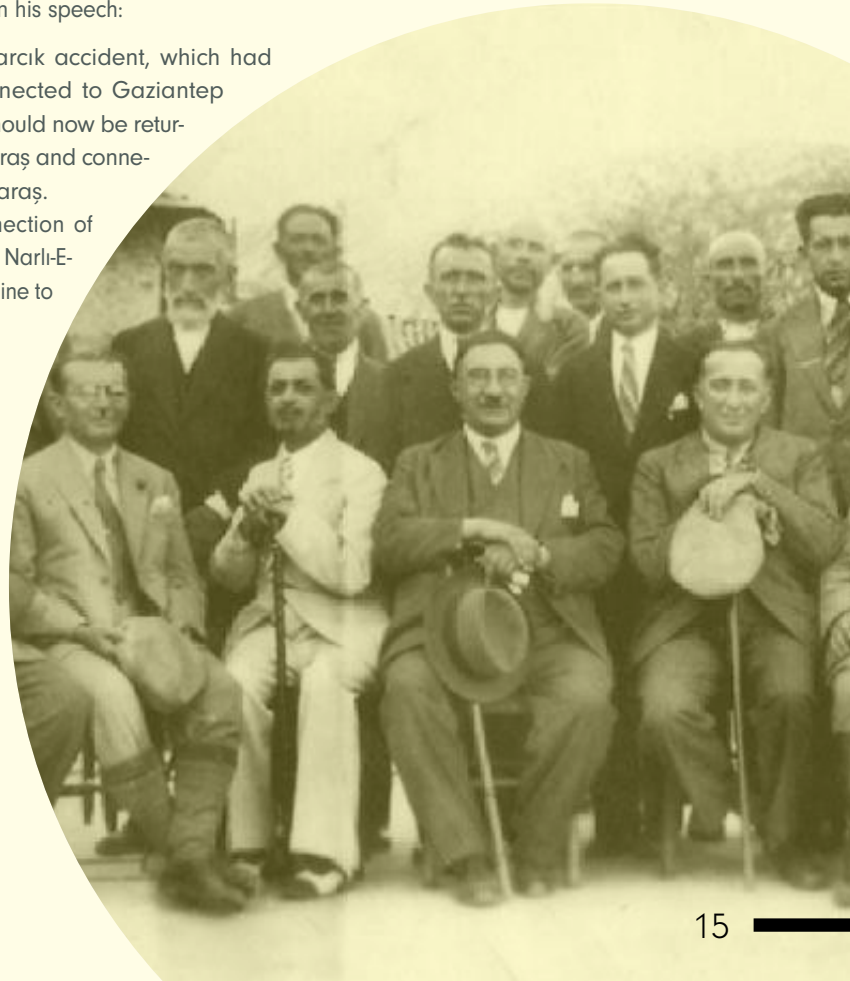 n his speech:
arcık accident, which had
nected to Gaziantep
ould now be retur-
raş and conne-
araş.
nection of
Narlı-E-
ine to
15